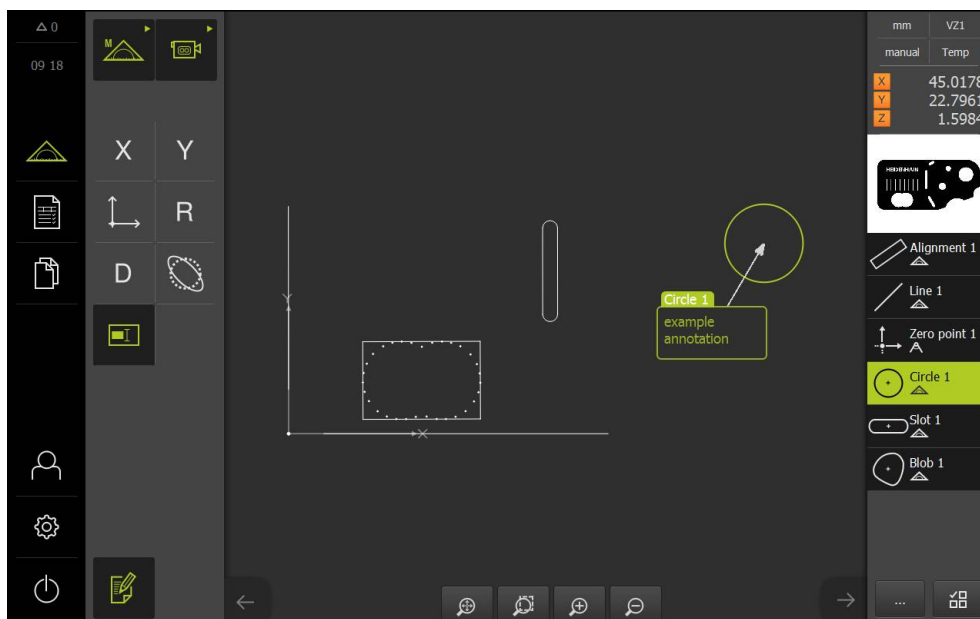 0
09 18
M
X
Y
R
D
Y
X
Circle 1
example
annotation
mm
VZ1
manual
Temp
X 45.0178
Y 22.7961
Z 1.5984
HEIDENHAIN
Alignment 1
Line 1
Zero point 1
Circle 1
Slot 1
Blob 1
...